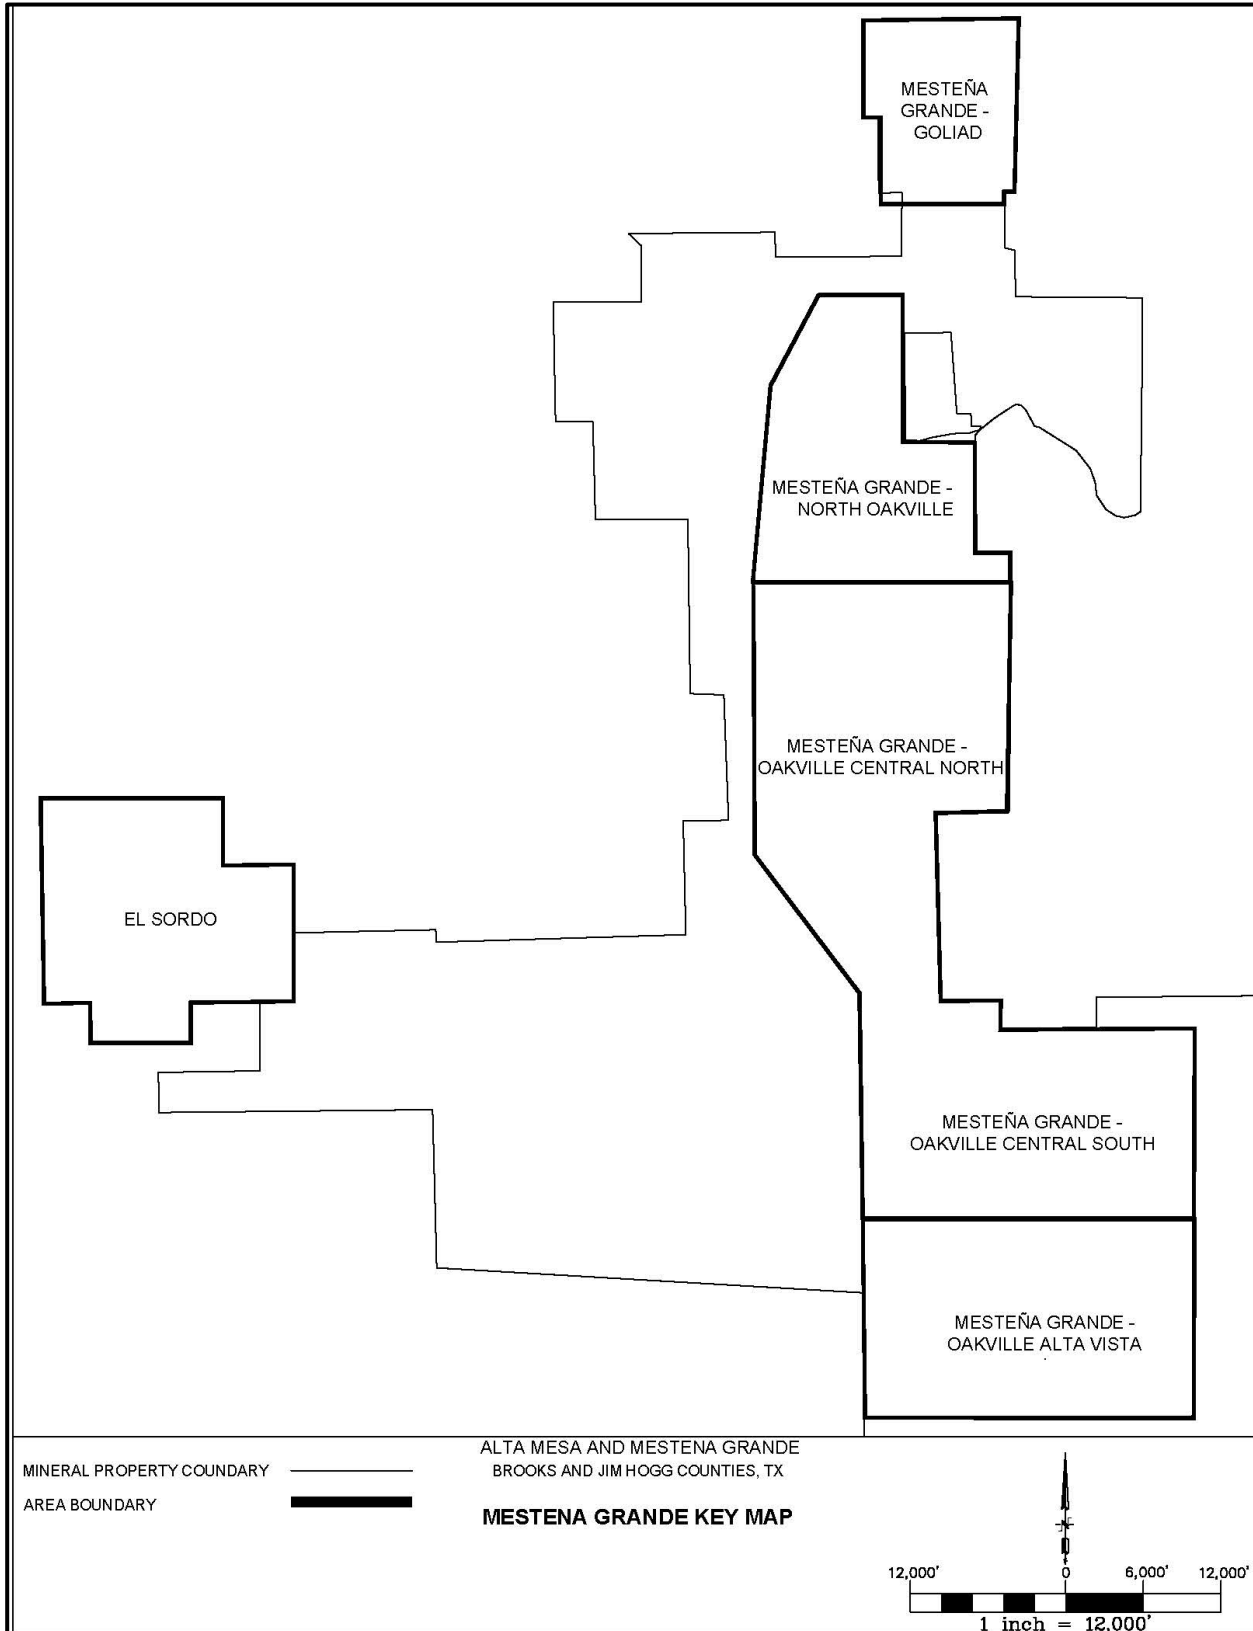 MESTEÑA
GRANDE -
GOLIAD
MESTEÑA GRANDE -
NORTH OAKVILLE
MESTEÑA GRANDE -
OAKVILLE CENTRAL NORTH
EL SORDO
MESTEÑA GRANDE -
OAKVILLE CENTRAL SOUTH
MESTEÑA GRANDE -
OAKVILLE ALTA VISTA
MINERAL PROPERTY COUNDARY
AREA BOUNDARY
ALTA MESA AND MESTENA GRANDE
BROOKS AND JIM HOGG COUNTIES, TX
MESTENA GRANDE KEY MAP
N
12,000' 0 6,000' 12,000'
1 inch = 12,000'